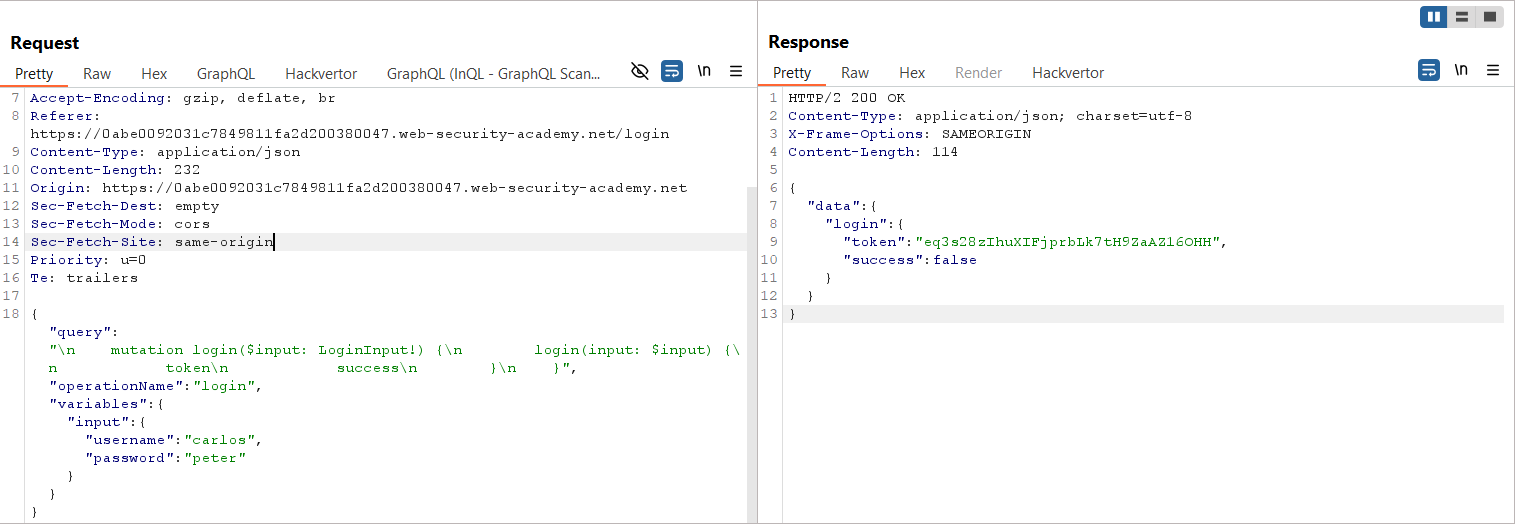 Request
Pretty Raw Hex GraphQL Hackvertor GraphQL (InQL - GraphQL Scan... \n
7 Accept-Encoding: gzip, deflate, br
8 Referer:
https://0abe0092031c7849811fa2d200380047.web-security-academy.net/login
9 Content-Type: application/json
10 Content-Length: 232
11 Origin: https://0abe0092031c7849811fa2d200380047.web-security-academy.net
12 Sec-Fetch-Dest: empty
13 Sec-Fetch-Mode: cors
14 Sec-Fetch-Site: same-origin
15 Priority: u=0
16 Te: trailers
17
18 {
"query":
"\n    mutation login($input: LoginInput!) {\n        login(input: $input) {\
n            token\n            success\n        }\n    }",
"operationName":"login",
"variables":{
"input":{
"username":"carlos",
"password":"peter"
}
}
}
Response
Pretty Raw Hex Render Hackvertor \n
1 HTTP/2 200 OK
2 Content-Type: application/json; charset=utf-8
3 X-Frame-Options: SAMEORIGIN
4 Content-Length: 114
5
6 {
7 "data":{
8 "login":{
9 "token":"eq3s28zIhuXIFjprbLk7tH9ZaAZ16OHH",
10 "success":false
11 }
12 }
13 }